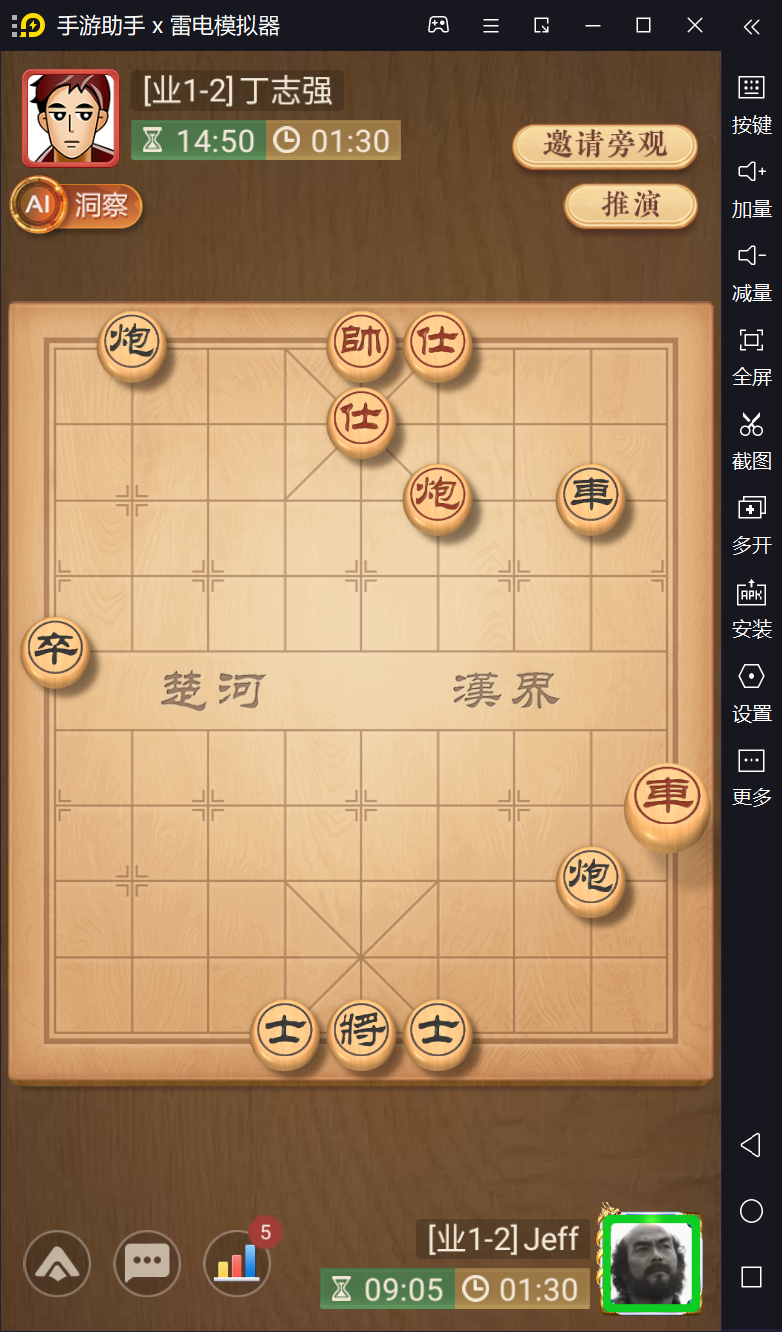 手游助手 x 雷电模拟器
[业1-2] 丁志强
14:50 01:30
邀请旁观
AI 洞察
推演
按键
加量
减量
全屏
截图
多开
APK
安装
设置
更多
炮 帥 仕
仕
炮 車
卒
楚河 漢界
車
炮
士 將 士
5
[业1-2] Jeff
09:05 01:30